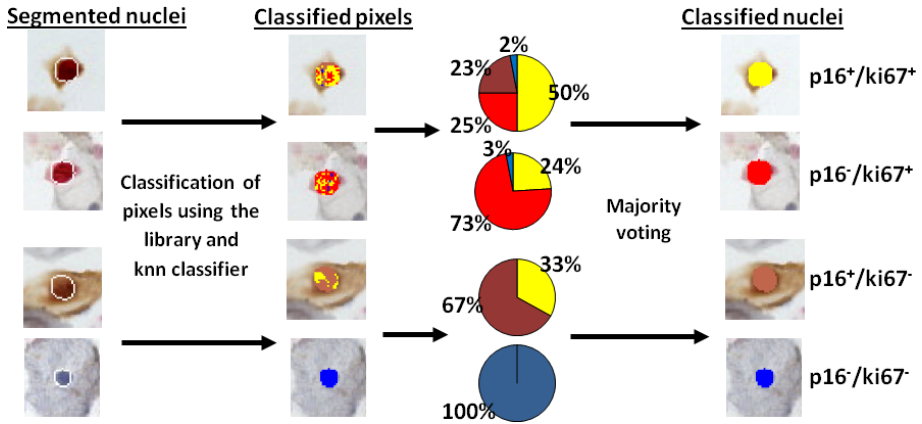 Segmented nuclei
Classified pixels
Classified nuclei
2%
23%
50%
25%
p16⁺/ki67⁺
3%
24%
73%
p16⁻/ki67⁺
Classification of
pixels using the
library and
knn classifier
Majority
voting
33%
67%
p16⁺/ki67⁻
100%
p16⁻/ki67⁻